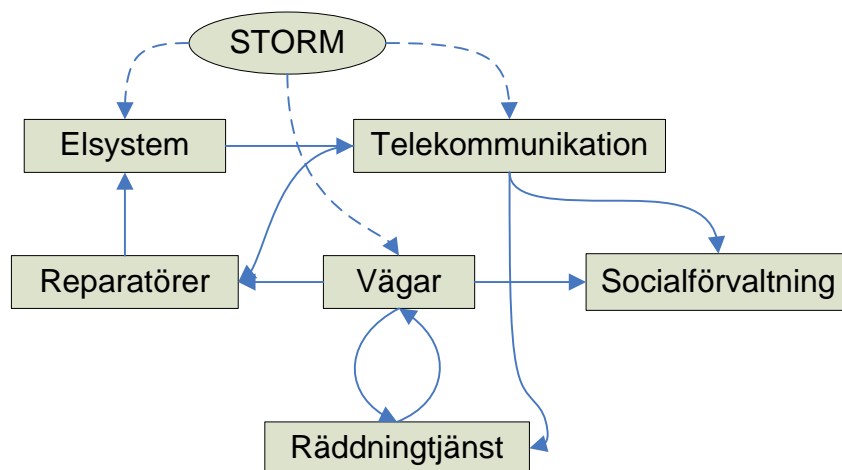 STORM
Elsystem
Telekommunikation
Reparatörer
Vägar
Socialförvaltning
Räddningtjänst